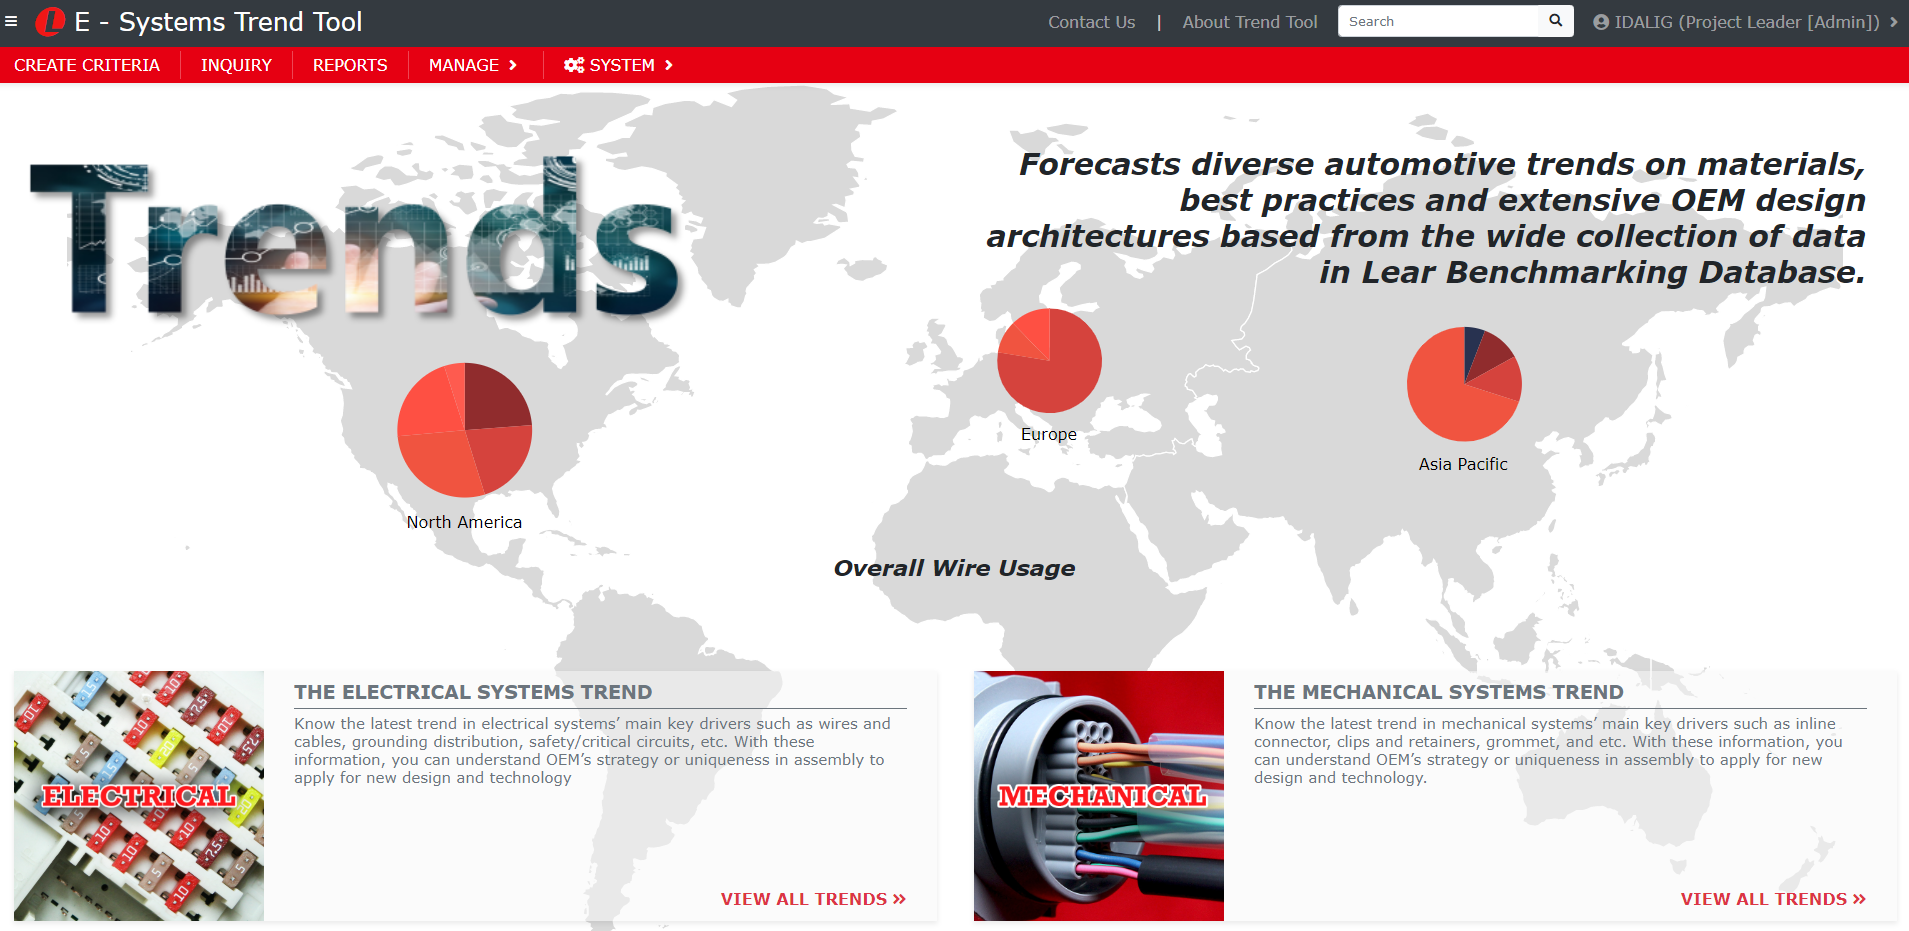 E - Systems Trend Tool
Contact Us | About Trend Tool
Search
IDALIG (Project Leader [Admin])
CREATE CRITERIA
INQUIRY
REPORTS
MANAGE
SYSTEM
Trends
Forecasts diverse automotive trends on materials,
best practices and extensive OEM design
architectures based from the wide collection of data
in Lear Benchmarking Database.
North America
Europe
Asia Pacific
Overall Wire Usage
ELECTRICAL
THE ELECTRICAL SYSTEMS TREND
Know the latest trend in electrical systems’ main key drivers such as wires and
cables, grounding distribution, safety/critical circuits, etc. With these
information, you can understand OEM’s strategy or uniqueness in assembly to
apply for new design and technology
VIEW ALL TRENDS
MECHANICAL
THE MECHANICAL SYSTEMS TREND
Know the latest trend in mechanical systems’ main key drivers such as inline
connector, clips and retainers, grommet, and etc. With these information, you
can understand OEM’s strategy or uniqueness in assembly to apply for new
design and technology.
VIEW ALL TRENDS